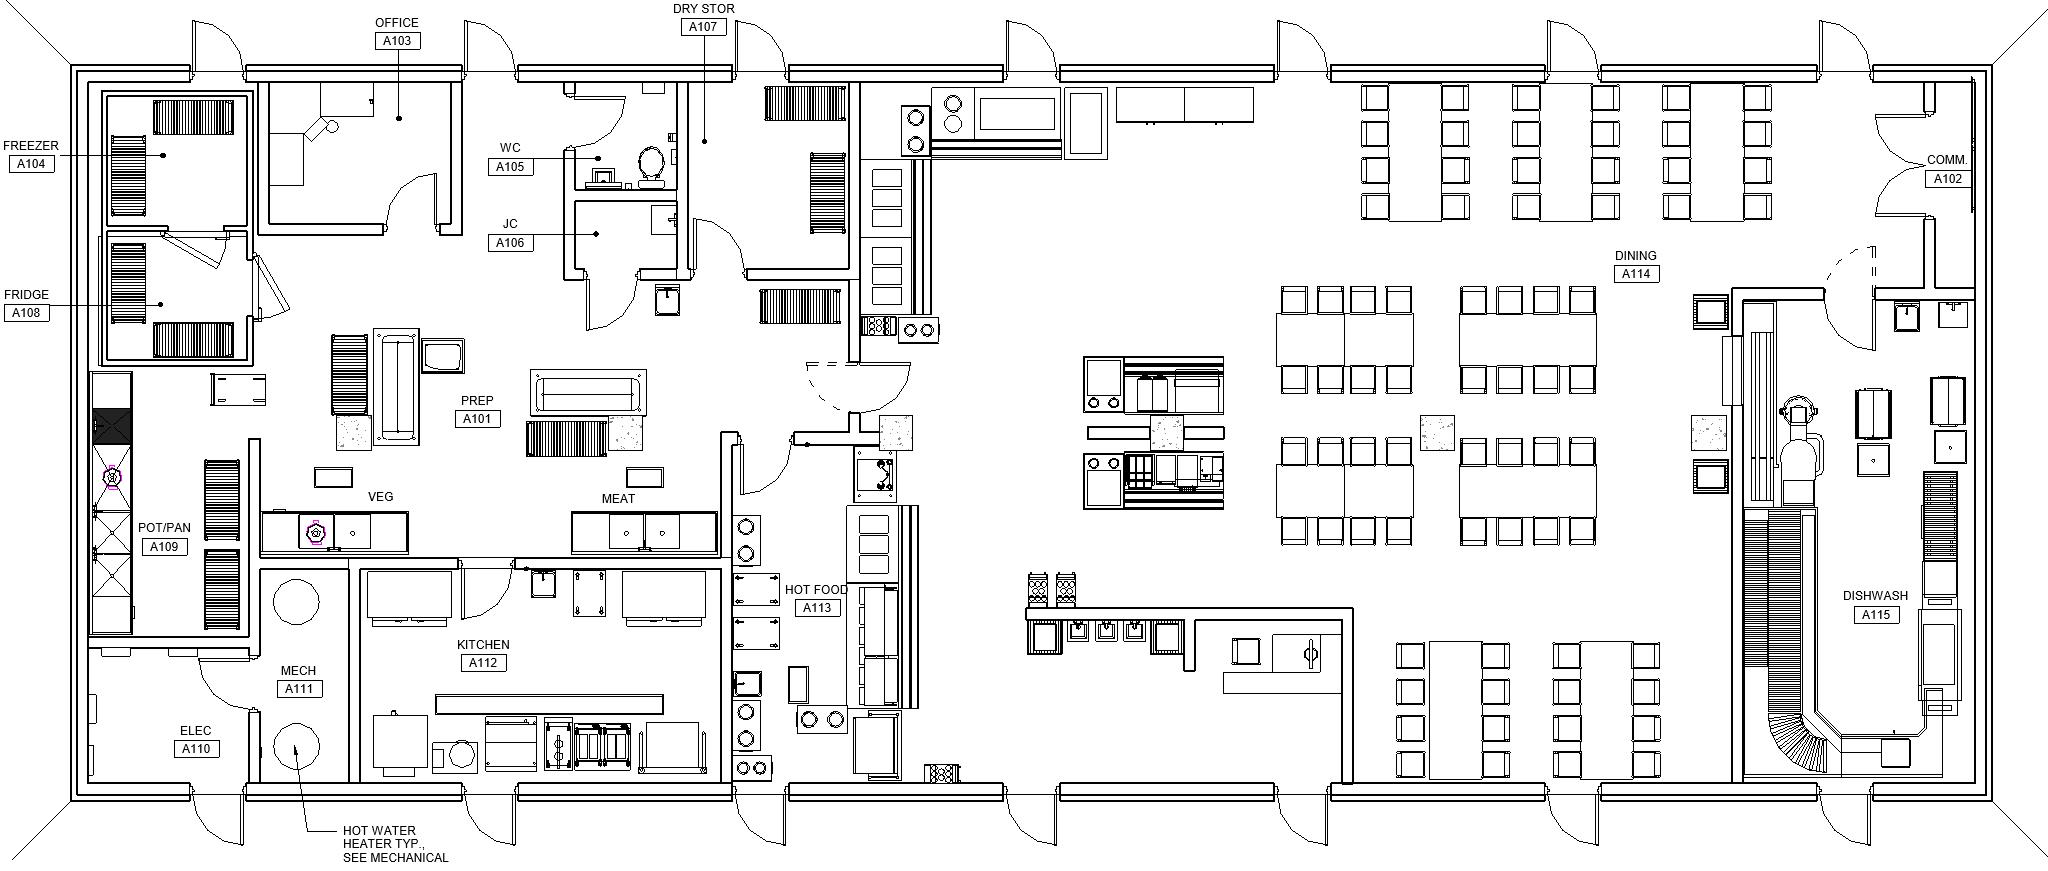 DRY STOR
A107
OFFICE
A103
FREEZER
A104
WC
A105
COMM.
A102
JC
A106
DINING
A114
FRIDGE
A108
PREP
A101
VEG
MEAT
POT/PAN
A109
HOT FOOD
A113
DISHWASH
A115
KITCHEN
A112
MECH
A111
ELEC
A110
HOT WATER
HEATER TYP.,
SEE MECHANICAL